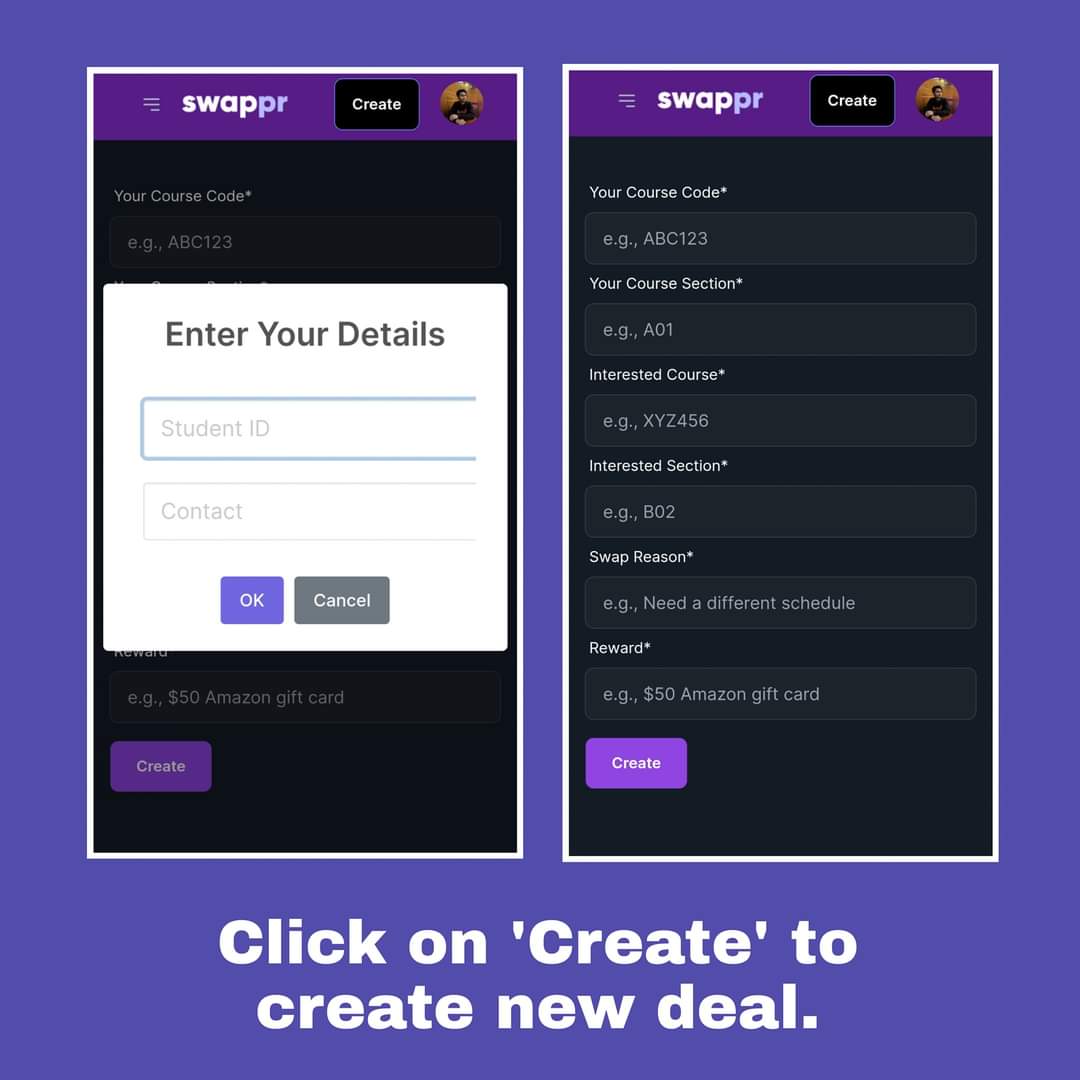 swappr
Create
Your Course Code*
e.g., ABC123
Enter Your Details
Student ID
Contact
OK
Cancel
Reward
e.g., $50 Amazon gift card
Create
swappr
Create
Your Course Code*
e.g., ABC123
Your Course Section*
e.g., A01
Interested Course*
e.g., XYZ456
Interested Section*
e.g., B02
Swap Reason*
e.g., Need a different schedule
Reward*
e.g., $50 Amazon gift card
Create
Click on 'Create' to
create new deal.